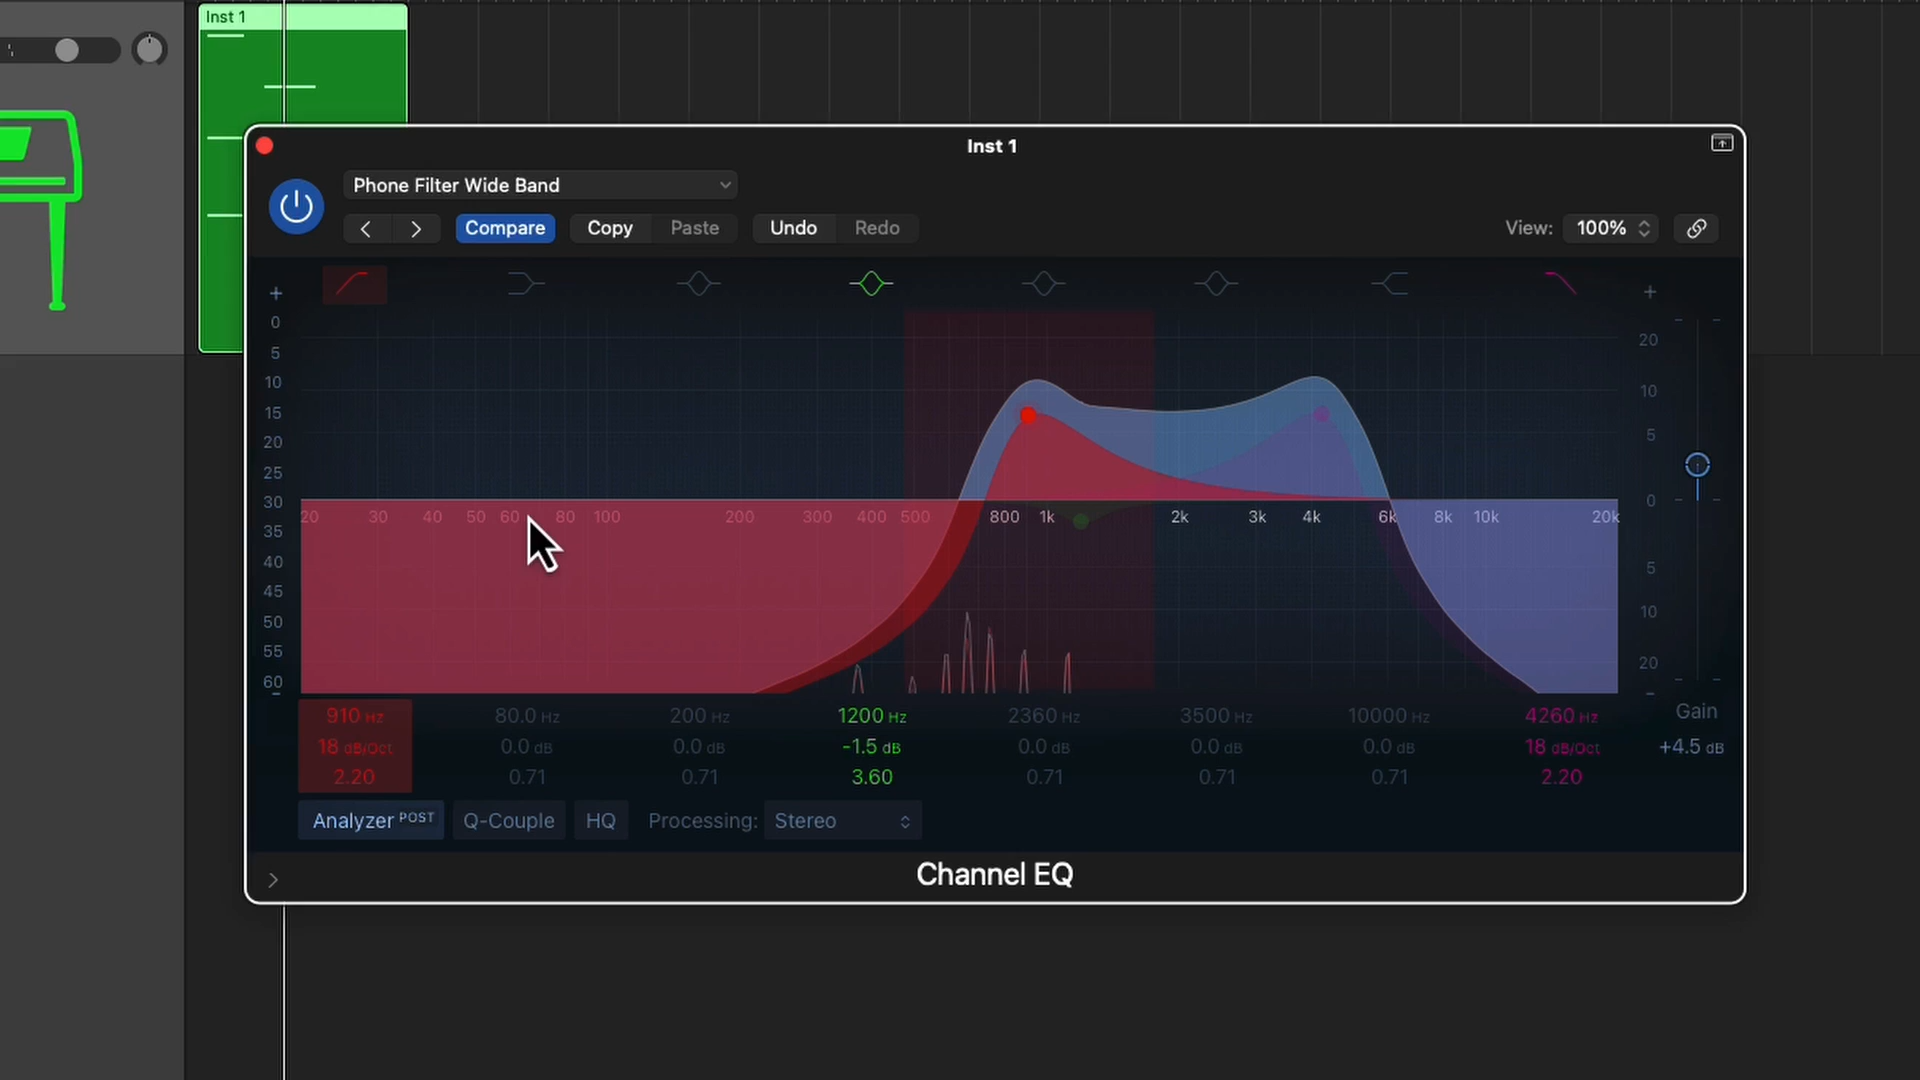 Inst 1
Inst 1
Phone Filter Wide Band
Compare Copy Paste Undo Redo View: 100%
+ +
0
5
10
15
20
25
30
35
40
45
50
55
60
-
20
10
5
0
5
10
20
-
20 30 40 50 60 80 100 200 300 400 500 800 1k 2k 3k 4k 6k 8k 10k 20k
910 Hz 80.0 Hz 200 Hz 1200 Hz 2360 Hz 3500 Hz 10000 Hz 4260 Hz Gain
18 dB/Oct 0.0 dB 0.0 dB -1.5 dB 0.0 dB 0.0 dB 0.0 dB 18 dB/Oct +4.5 dB
2.20 0.71 0.71 3.60 0.71 0.71 0.71 2.20
Analyzer POST Q-Couple HQ Processing: Stereo
Channel EQ